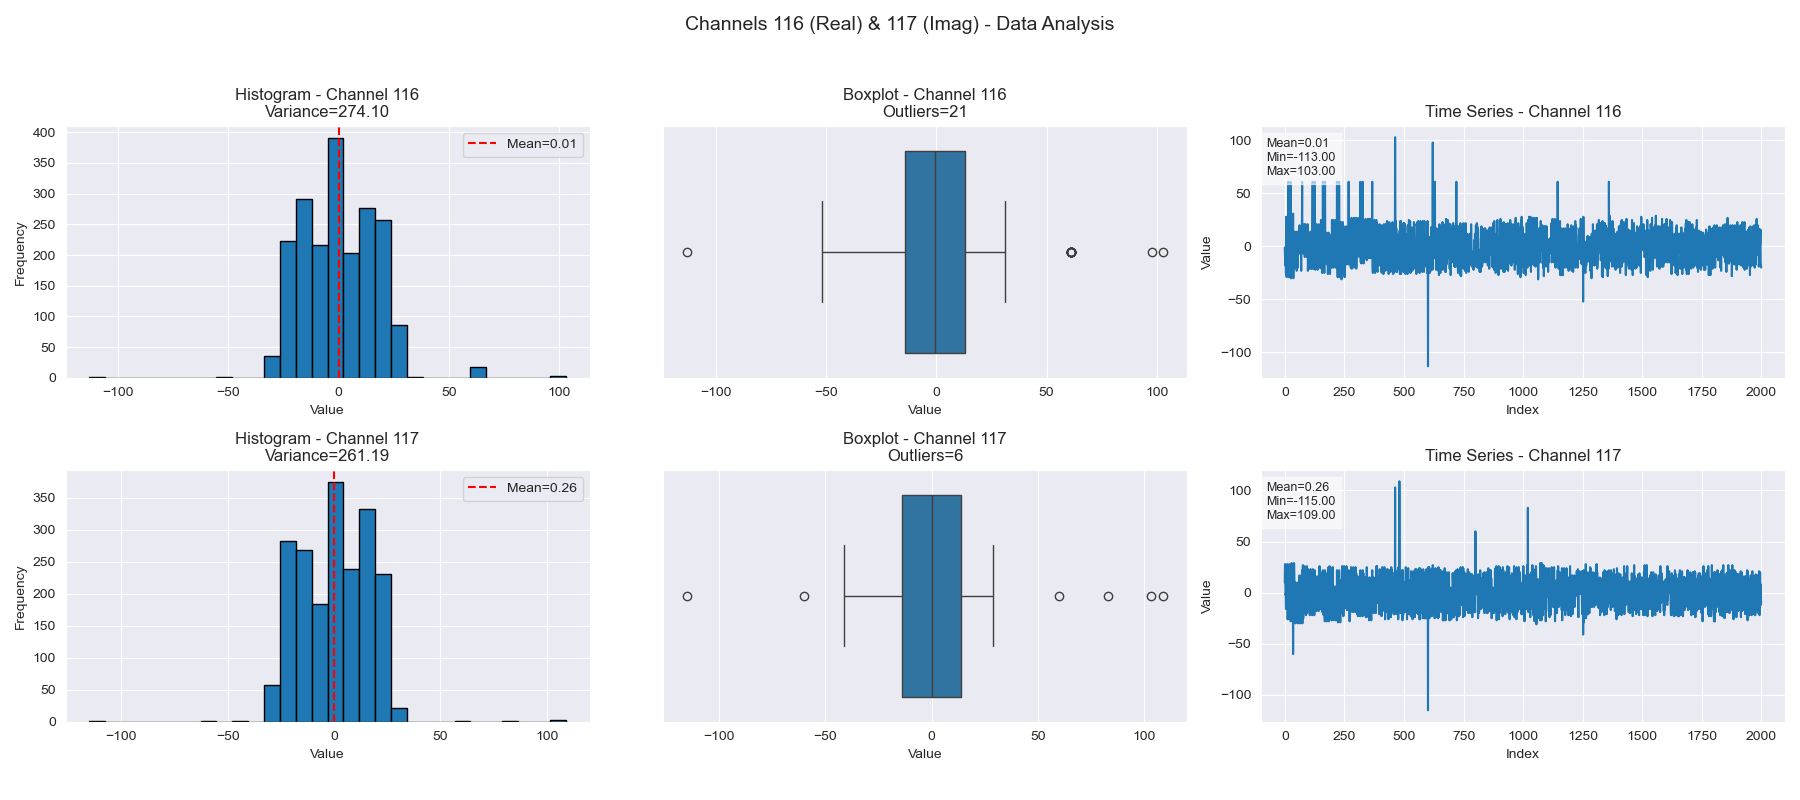 Channels 116 (Real) & 117 (Imag) - Data Analysis
Histogram - Channel 116
Variance=274.10
Mean=0.01
Frequency
400
350
300
250
200
150
100
50
0
−100 −50 0 50 100
Value
Boxplot - Channel 116
Outliers=21
−100 −50 0 50 100
Value
Time Series - Channel 116
Mean=0.01
Min=-113.00
Max=103.00
Value
100
50
0
−50
−100
0 250 500 750 1000 1250 1500 1750 2000
Index
Histogram - Channel 117
Variance=261.19
Mean=0.26
Frequency
350
300
250
200
150
100
50
0
−100 −50 0 50 100
Value
Boxplot - Channel 117
Outliers=6
−100 −50 0 50 100
Value
Time Series - Channel 117
Mean=0.26
Min=-115.00
Max=109.00
Value
100
50
0
−50
−100
0 250 500 750 1000 1250 1500 1750 2000
Index